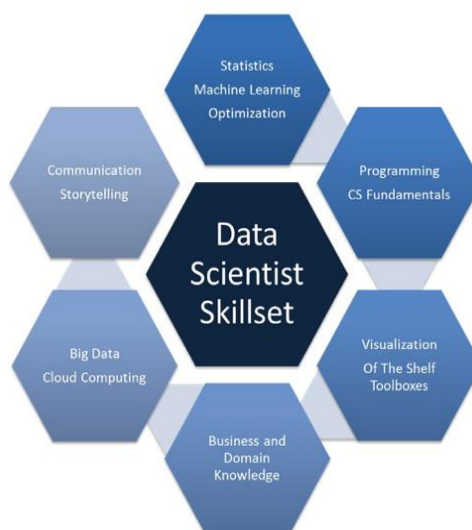 Statistics
Machine Learning
Optimization
Programming
CS Fundamentals
Visualization
Of The Shelf
Toolboxes
Business and
Domain
Knowledge
Big Data
Cloud Computing
Communication
Storytelling
Data
Scientist
Skillset